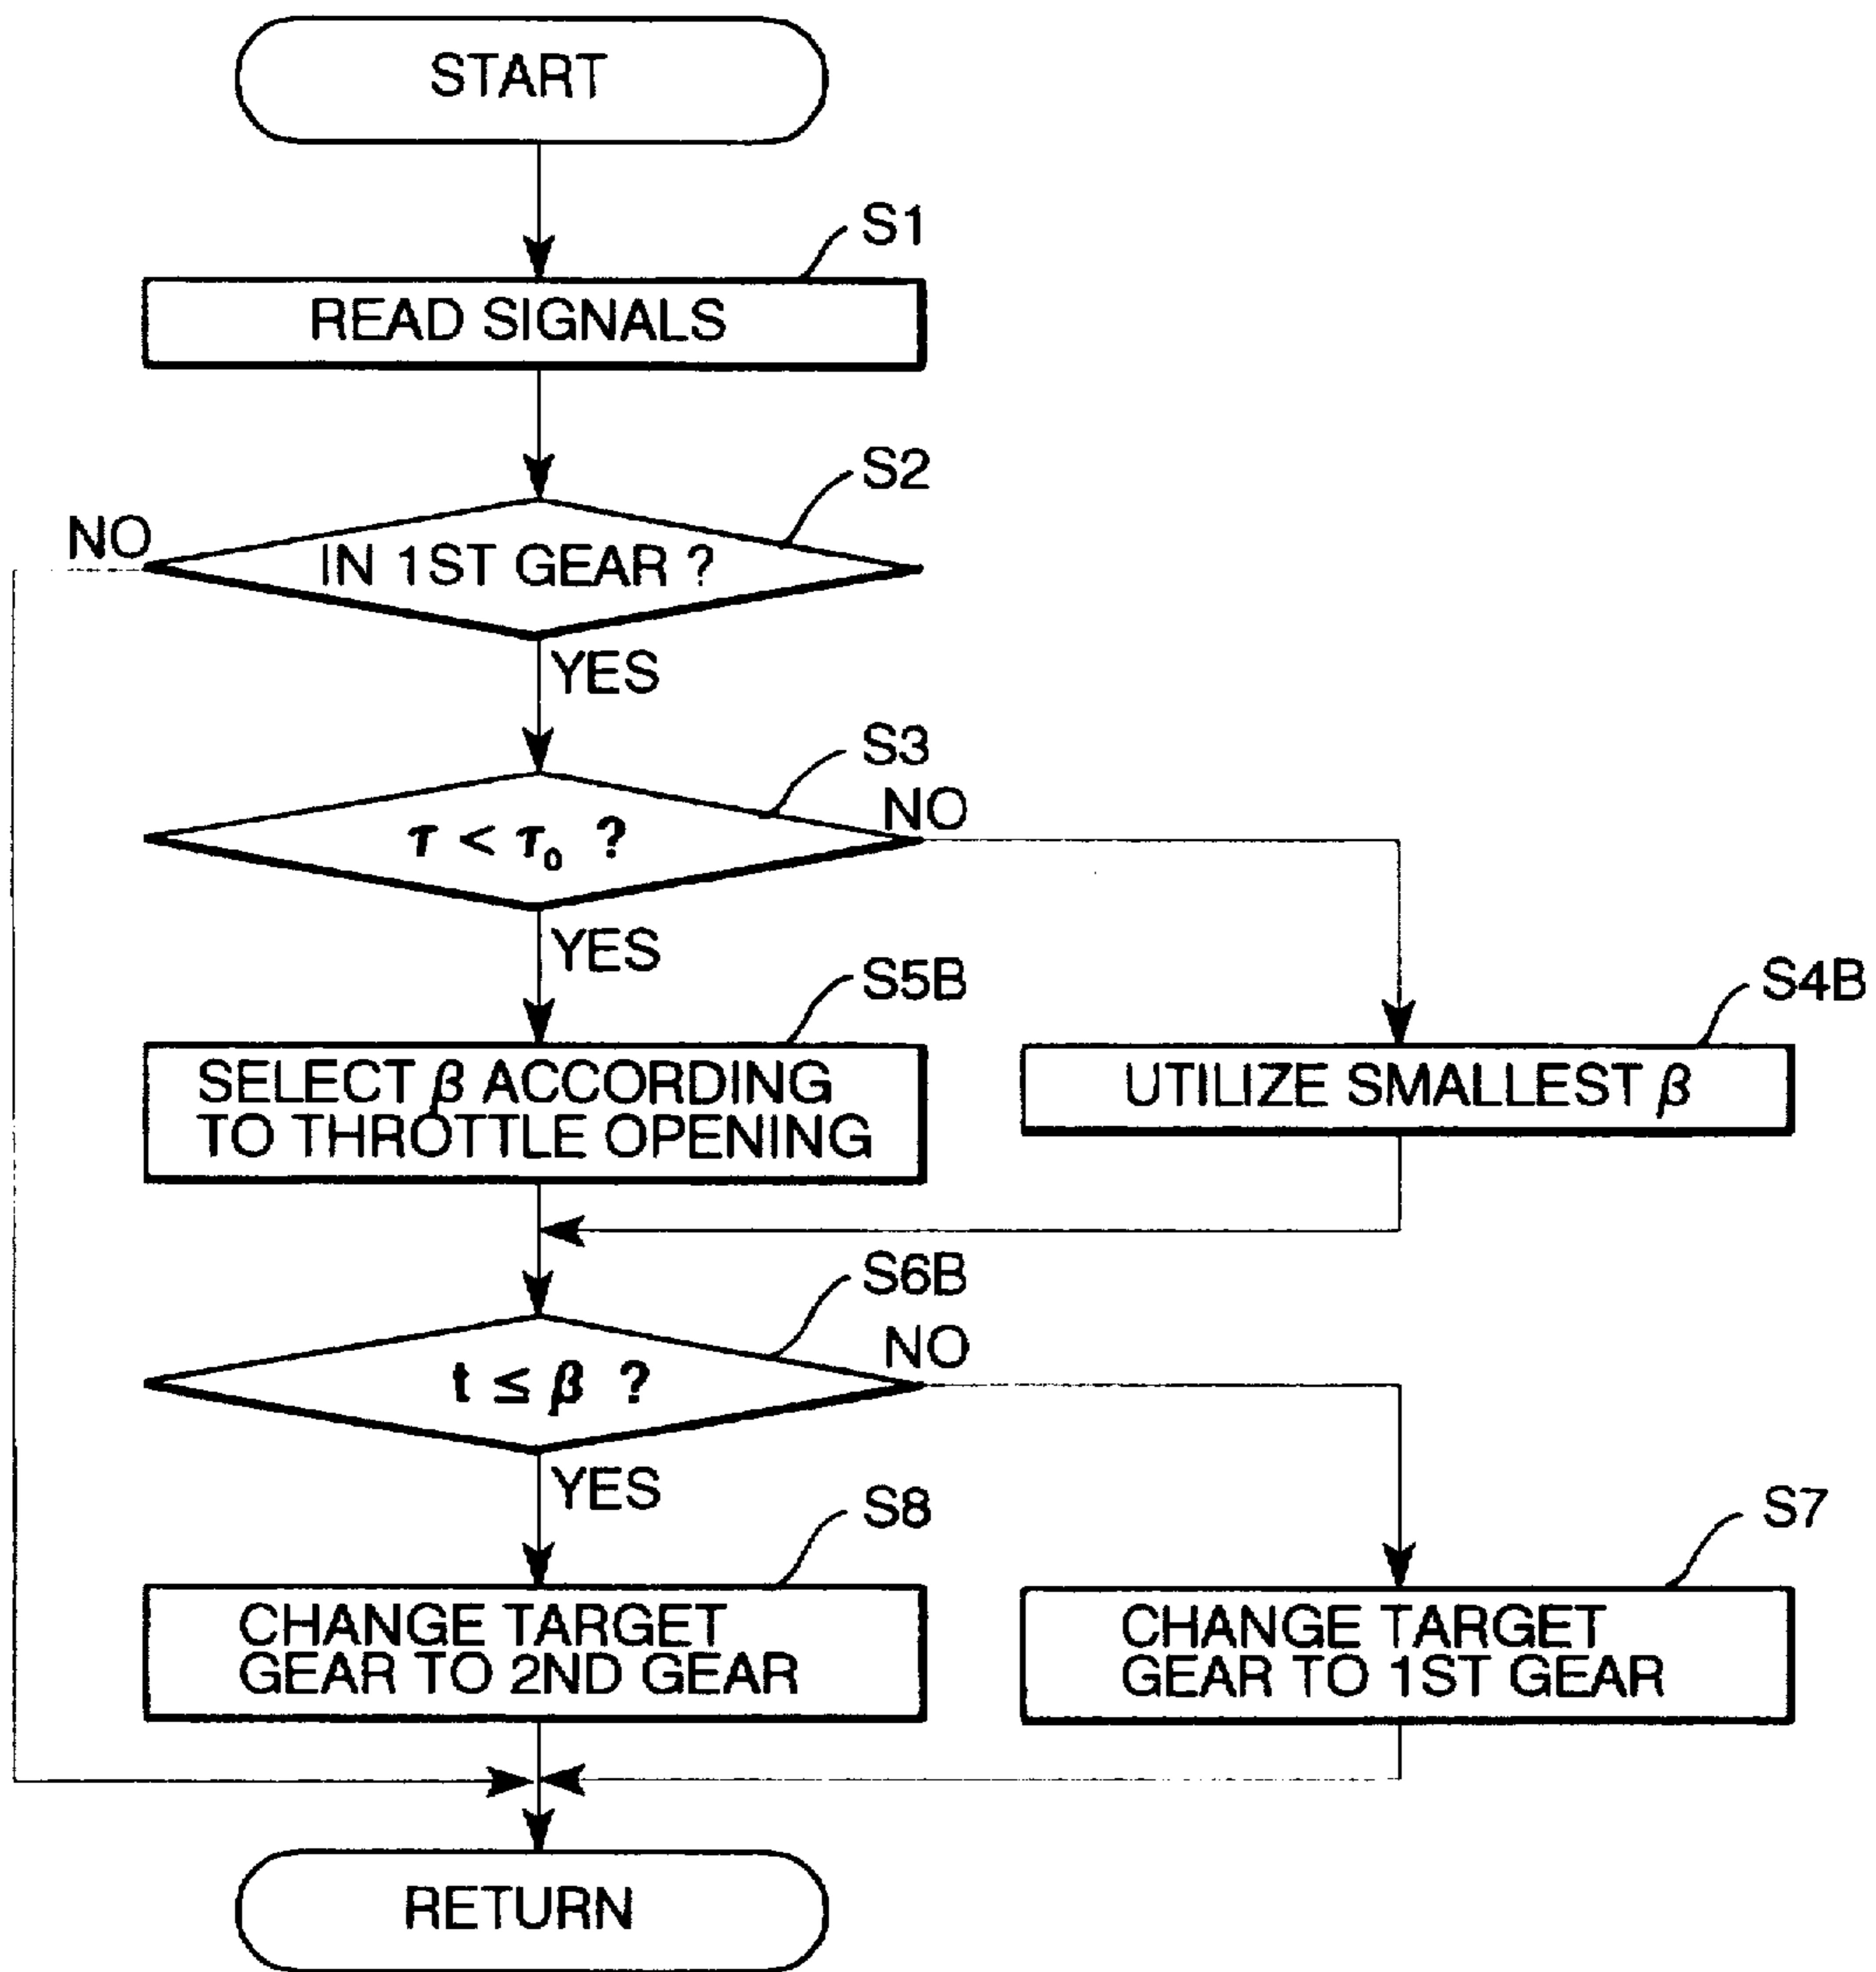 START
S1
READ SIGNALS
S2
NO
IN 1ST GEAR ?
YES
S3
NO
τ < τ₀ ?
YES
S5B
S4B
SELECT β ACCORDING
TO THROTTLE OPENING
UTILIZE SMALLEST β
S6B
NO
t ≤ β ?
YES
S8
S7
CHANGE TARGET
GEAR TO 2ND GEAR
CHANGE TARGET
GEAR TO 1ST GEAR
RETURN